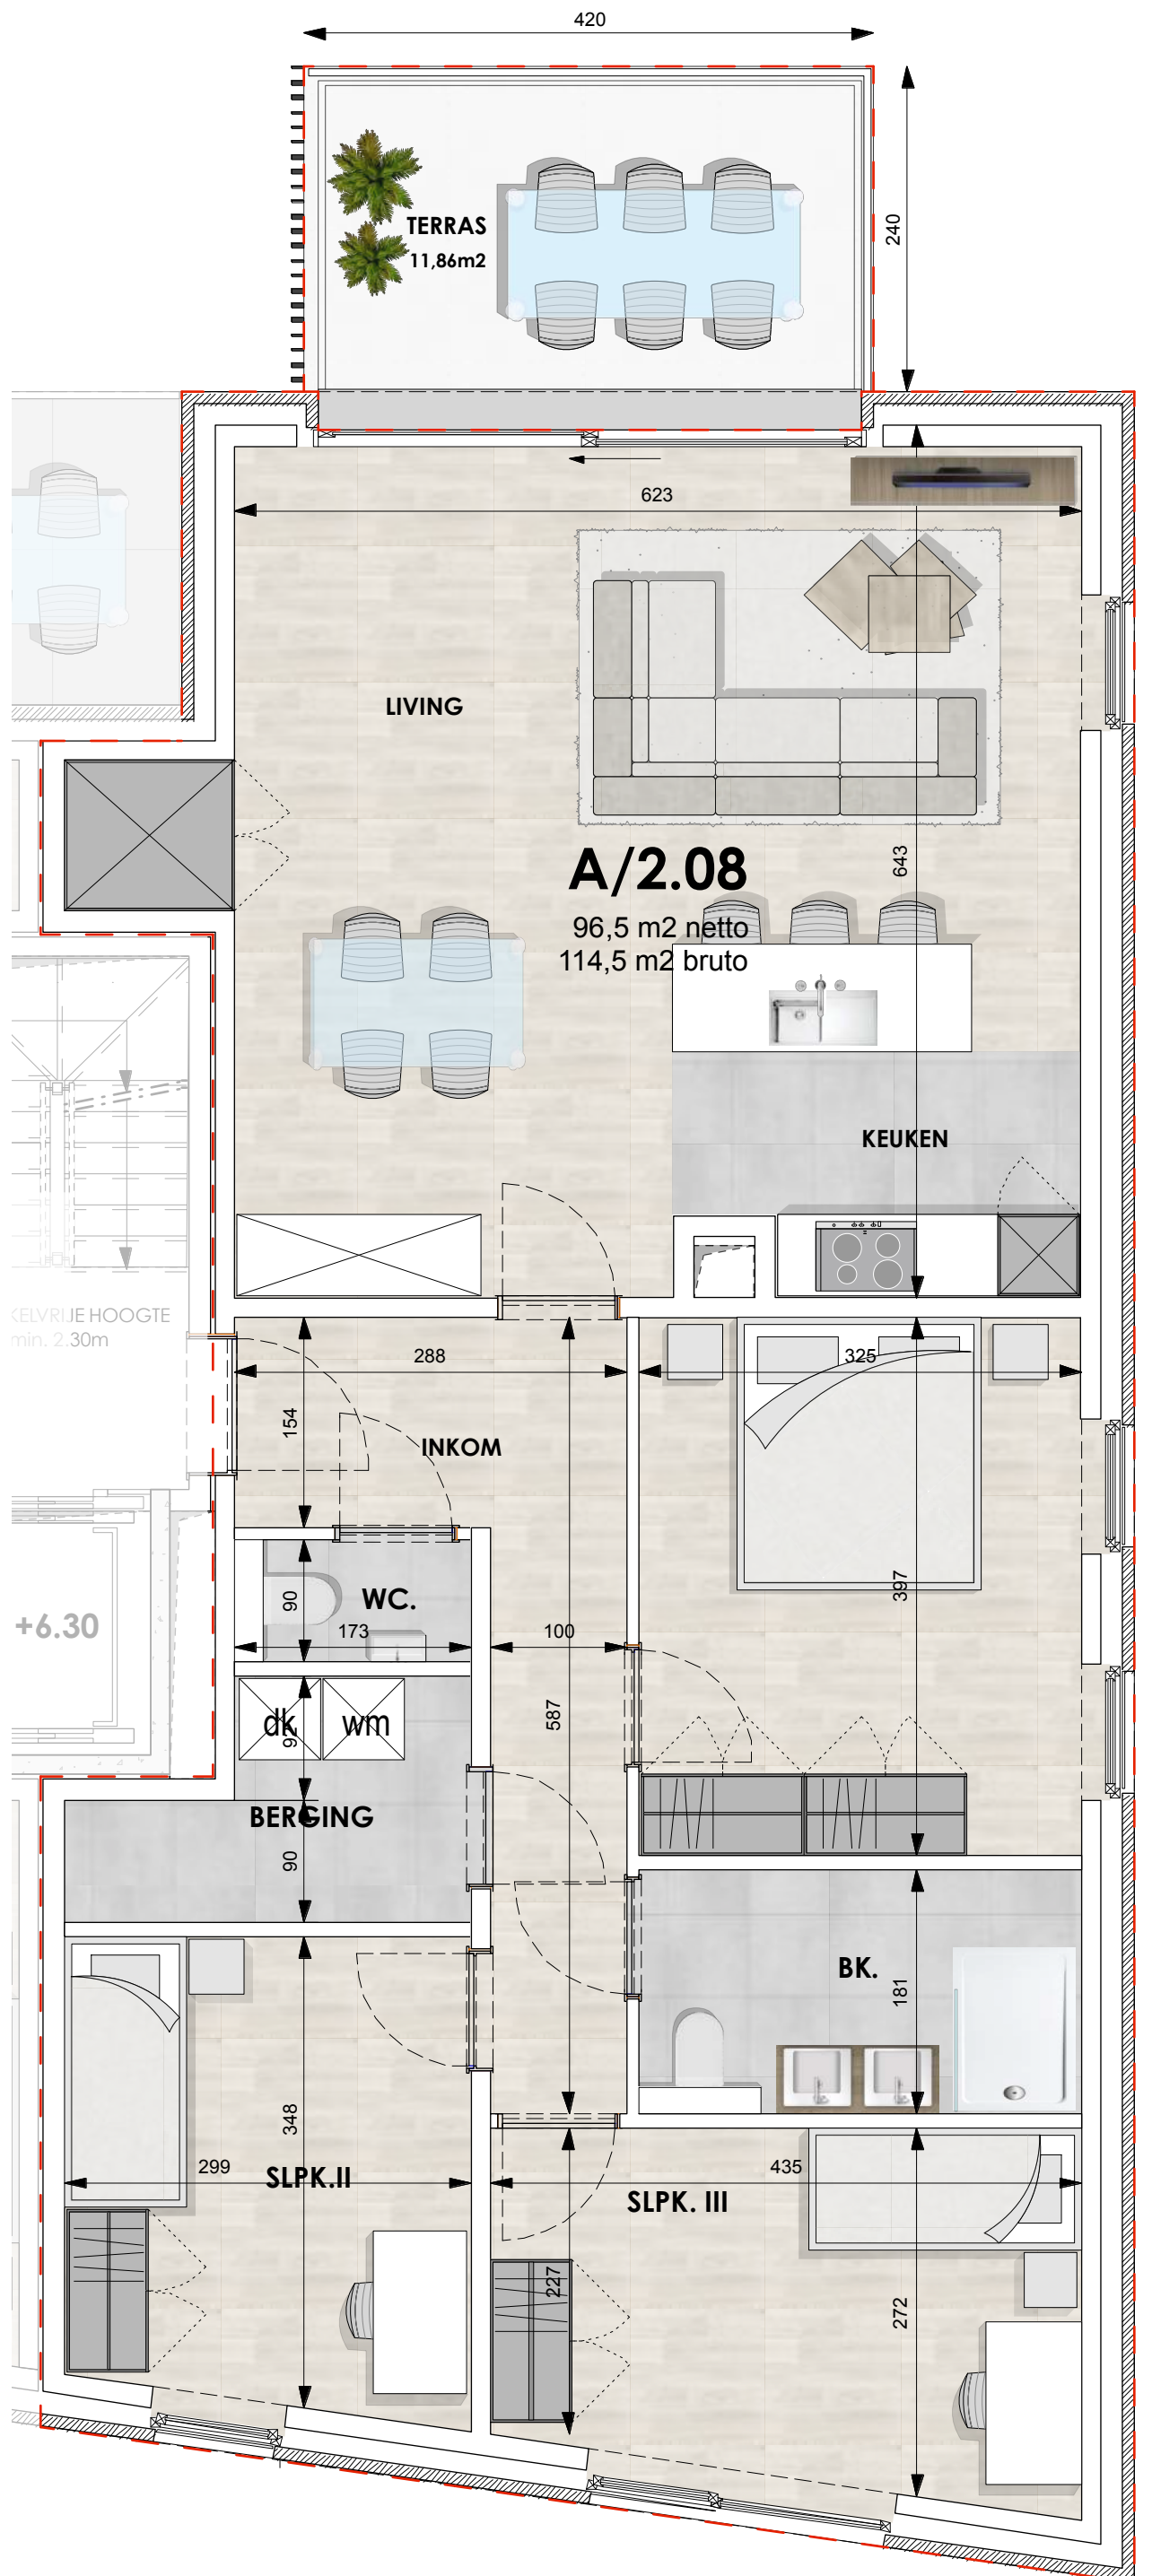 420
240
TERRAS
11,86m2
623
LIVING
A/2.08
643
96,5 m2 netto
114,5 m2 bruto
KEUKEN
KELVRIJE HOOGTE
min. 2.30m
288
325
154
INKOM
397
90
WC.
+6.30
173
100
587
dk
wm
BERGING
90
BK.
181
348
299
SLPK.II
435
SLPK. III
227
272